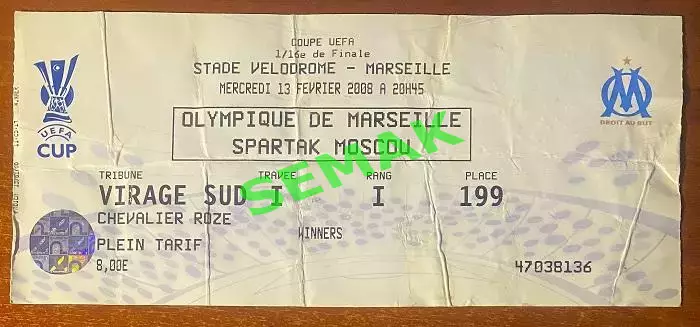 COUPE UEFA
1/16e de Finale
STADE VELODROME - MARSEILLE
MERCREDI 13 FEVRIER 2008 A 20H45
OLYMPIQUE DE MARSEILLE
SPARTAK MOSCOU
UEFA
CUP
DROIT AU BUT
TRIBUNE TRAVEE RANG PLACE
VIRAGE SUD I I 199
CHEVALIER ROZE
PLEIN TARIF
8,00E
WINNERS
47038136
SEMAK